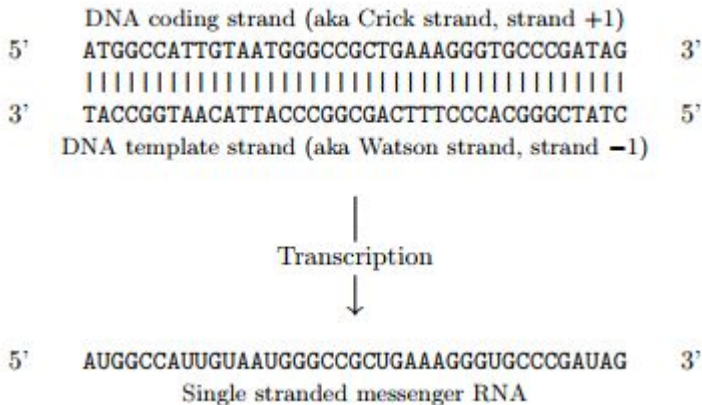 DNA coding strand (aka Crick strand, strand +1)
5' ATGGCCATTGTAATGGGCCGCTGAAAGGGTGCCCGATAG 3'
|||||||||||||||||||||||||||||||||||||||
3' TACCGGTAACATTACCCGGCGACTTTCCCACGGGCTATC 5'
DNA template strand (aka Watson strand, strand −1)
Transcription
5' AUGGCCAUUGUAAUGGGCCGCUGAAAGGGUGCCCGAUAG 3'
Single stranded messenger RNA